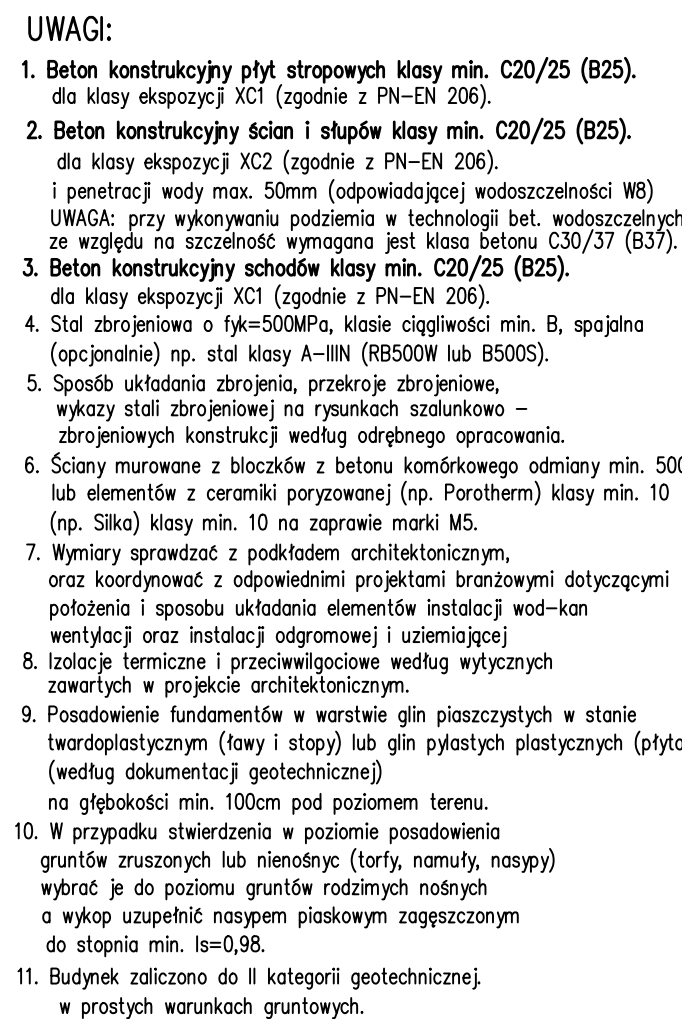 UWAGI:
1. Beton konstrukcyjny płyt stropowych klasy min. C20/25 (B25).
dla klasy ekspozycji XC1 (zgodnie z PN-EN 206).
2. Beton konstrukcyjny ścian i słupów klasy min. C20/25 (B25).
dla klasy ekspozycji XC2 (zgodnie z PN-EN 206).
i penetracji wody max. 50mm (odpowiadającej wodoszczelności W8)
UWAGA: przy wykonywaniu podziemia w technologii bet. wodoszczelnych
ze względu na szczelność wymagana jest klasa betonu C30/37 (B37).
3. Beton konstrukcyjny schodów klasy min. C20/25 (B25).
dla klasy ekspozycji XC1 (zgodnie z PN-EN 206).
4. Stal zbrojeniowa o fyk=500MPa, klasie ciągliwości min. B, spajalna
(opcjonalnie) np. stal klasy A-IIIN (RB500W lub B500S).
5. Sposób układania zbrojenia, przekroje zbrojeniowe,
wykazy stali zbrojeniowej na rysunkach szalunkowo -
zbrojeniowych konstrukcji według odrębnego opracowania.
6. Ściany murowane z bloczków z betonu komórkowego odmiany min. 500
lub elementów z ceramiki poryzowanej (np. Porotherm) klasy min. 10
(np. Silka) klasy min. 10 na zaprawie marki M5.
7. Wymiary sprawdzać z podkładem architektonicznym,
oraz koordynować z odpowiednimi projektami branżowymi dotyczącymi
położenia i sposobu układania elementów instalacji wod-kan
wentylacji oraz instalacji odgromowej i uziemiającej
8. Izolacje termiczne i przeciwwilgociowe według wytycznych
zawartych w projekcie architektonicznym.
9. Posadowienie fundamentów w warstwie glin piaszczystych w stanie
twardoplastycznym (ławy i stopy) lub glin pylastych plastycznych (płyta
(według dokumentacji geotechnicznej)
na głębokości min. 100cm pod poziomem terenu.
10. W przypadku stwierdzenia w poziomie posadowienia
gruntów zruszonych lub nienośnyc (torfy, namuły, nasypy)
wybrać je do poziomu gruntów rodzimych nośnych
a wykop uzupełnić nasypem piaskowym zagęszczonym
do stopnia min. Is=0,98.
11. Budynek zaliczono do II kategorii geotechnicznej.
w prostych warunkach gruntowych.